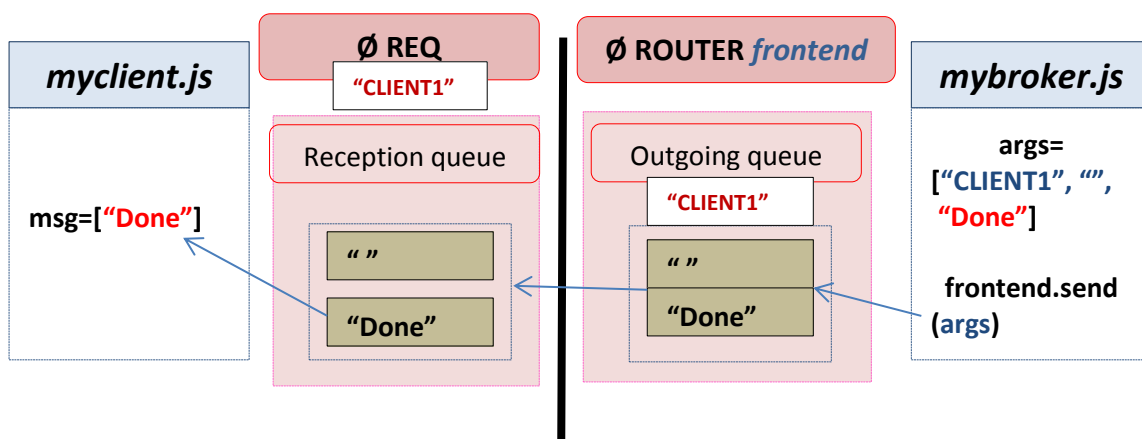 myclient.js
msg=[“Done”]
Ø REQ
“CLIENT1”
Reception queue
“ ”
“Done”
Ø ROUTER frontend
Outgoing queue
“CLIENT1”
“ ”
“Done”
mybroker.js
args=
[“CLIENT1”, “”,
“Done”]
frontend.send
(args)